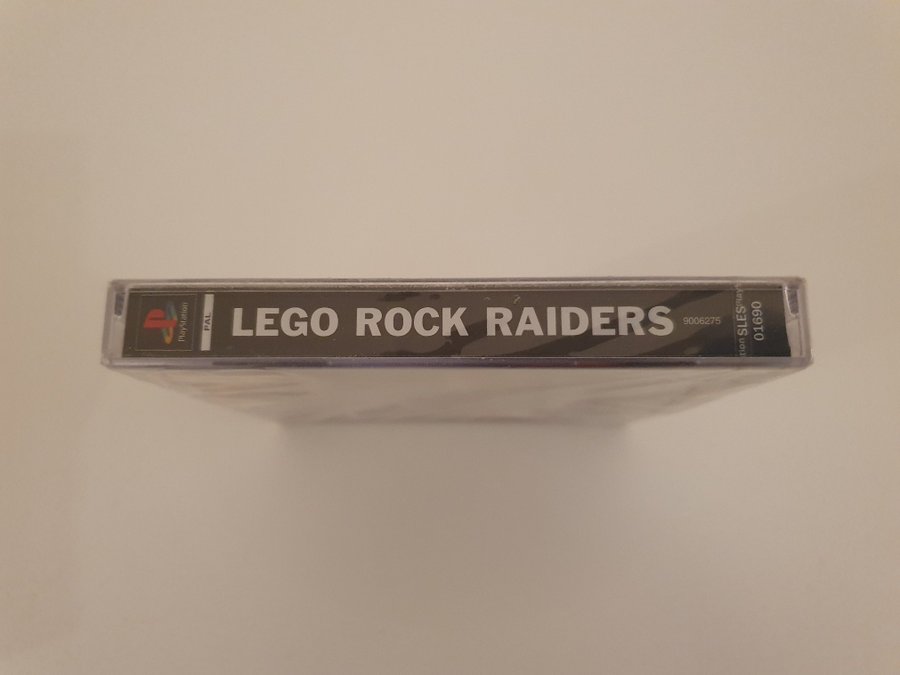 PlayStation
PAL
LEGO ROCK RAIDERS
9006275
SLES
01690